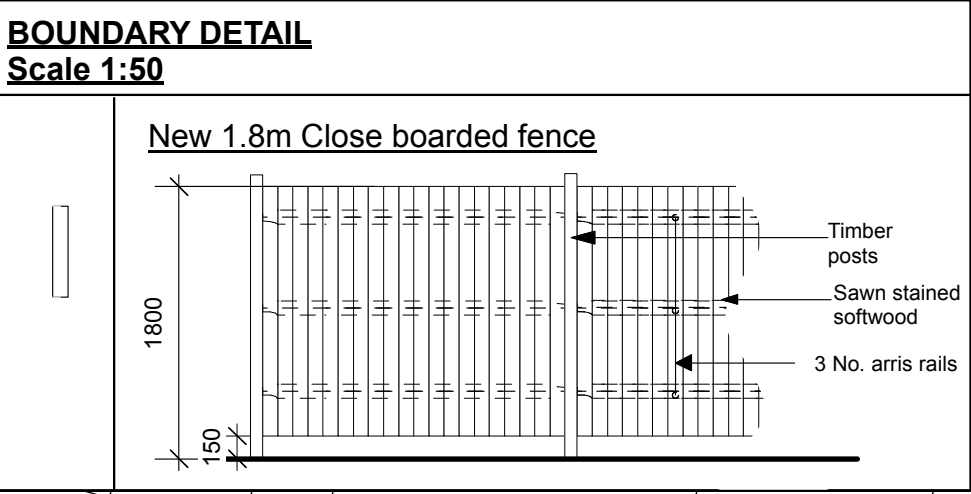 BOUNDARY DETAIL
Scale 1:50
New 1.8m Close boarded fence
Timber
posts
Sawn stained
softwood
3 No. arris rails
1800
150